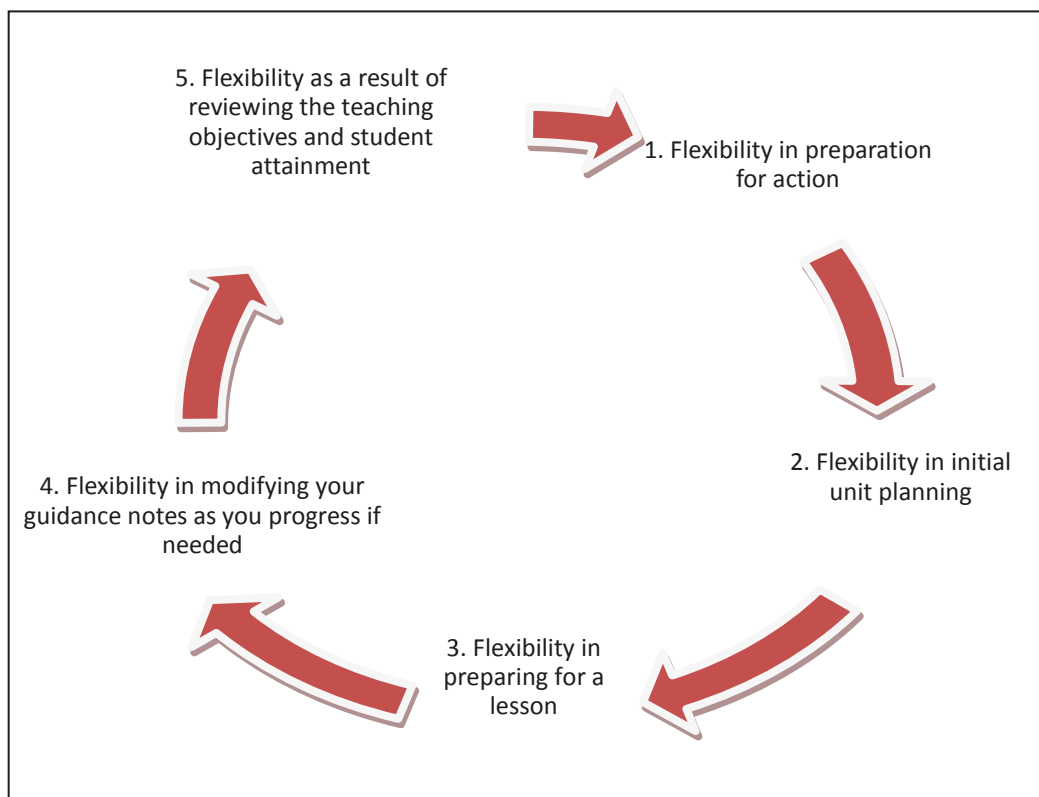 5. Flexibility as a result of
reviewing the teaching
objectives and student
attainment
1. Flexibility in preparation
for action
2. Flexibility in initial
unit planning
3. Flexibility in
preparing for a
lesson
4. Flexibility in modifying your
guidance notes as you progress if
needed